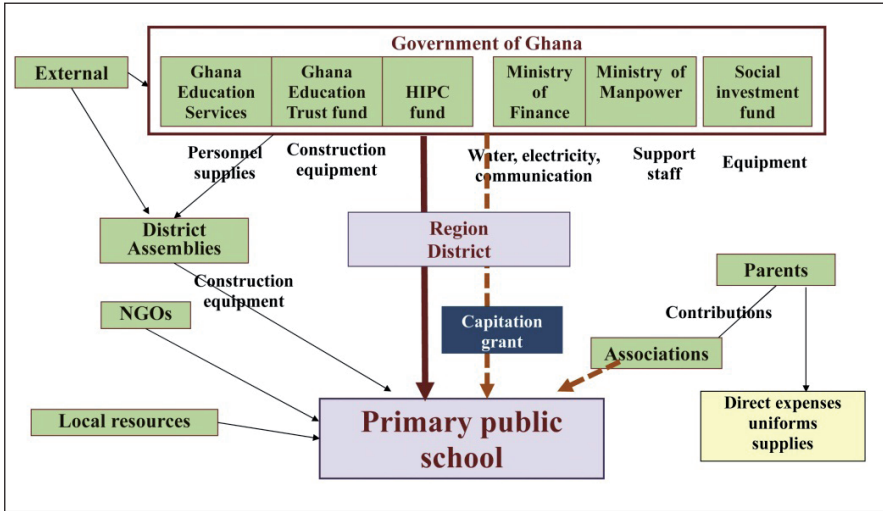 Government of Ghana
External
Ghana
Education
Services
Ghana
Education
Trust fund
HIPC
fund
Ministry
of
Finance
Ministry of
Manpower
Social
investment
fund
Personnel
supplies
Construction
equipment
Water, electricity,
communication
Support
staff
Equipment
District
Assemblies
Region
District
Construction
equipment
Parents
NGOs
Contributions
Capitation
grant
Associations
Local resources
Primary public
school
Direct expenses
uniforms
supplies